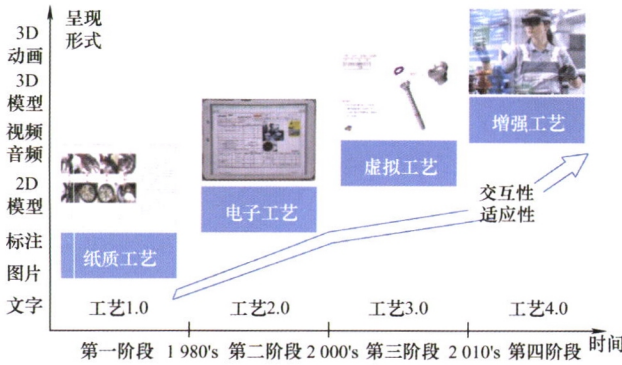 呈现
形式
3D
动画
3D
模型
视频
音频
2D
模型
标注
图片
文字
增强工艺
虚拟工艺
电子工艺
纸质工艺
交互性
适应性
工艺1.0
工艺2.0
工艺3.0
工艺4.0
时间
第一阶段 1 980's 第二阶段 2 000's 第三阶段 2 010's 第四阶段